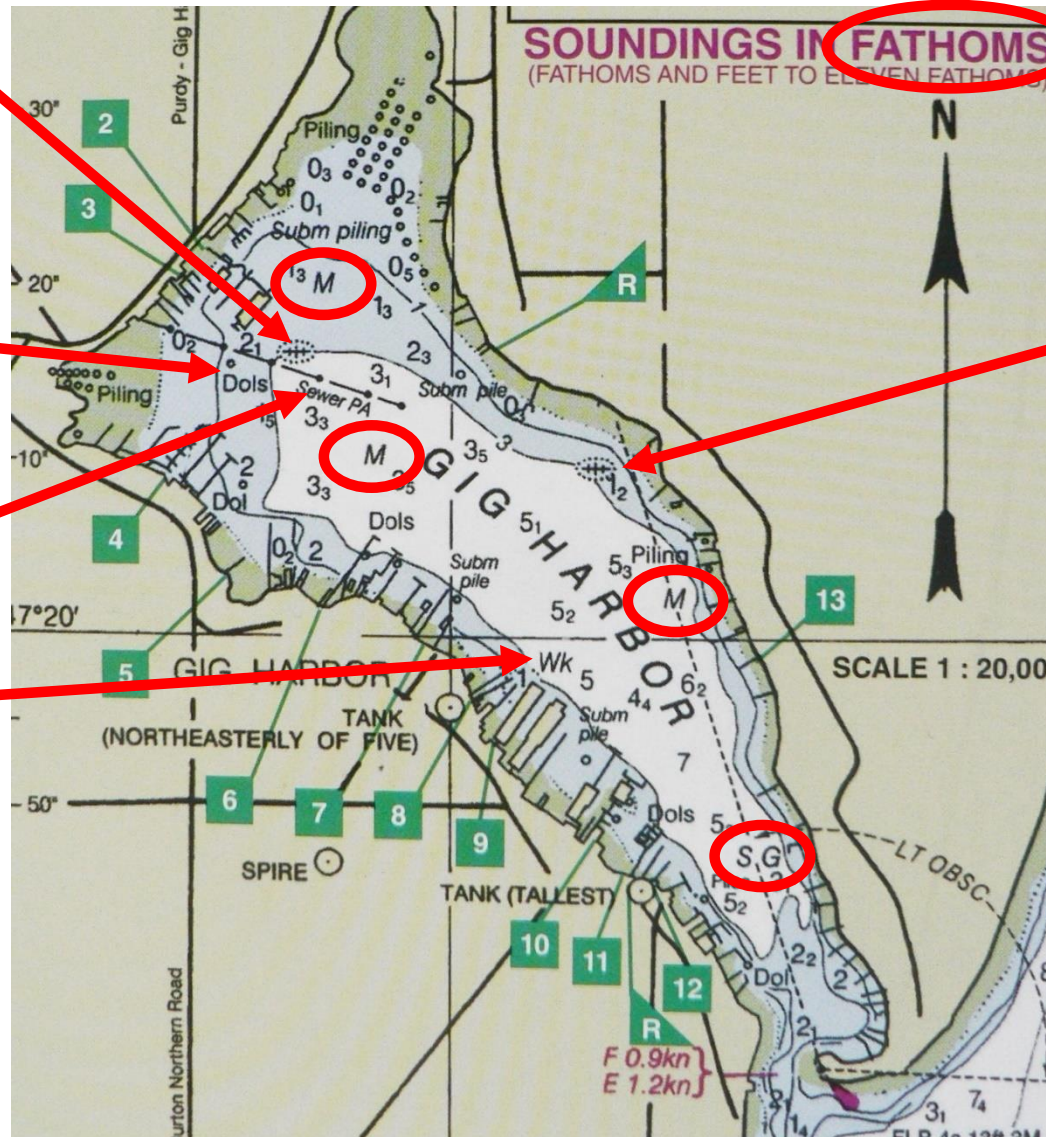 SOUNDINGS IN FATHOMS
(FATHOMS AND FEET TO ELEVEN FATHOMS)
Purdy - Gig H
N
30"
2
Piling
0₃
0₂
3
0₁
Subm piling
0₅
20"
1₃ M
1₃
1
R
0₂
2₁
2₃
3₁
Dols
Subm pile
Piling
Sewer PA
3₃
3
3₅
10"
M
1₂
GIG HARBOR
3₃
2
Dol
5₁
4
Dols
0₂
2
Subm
pile
5₃
Piling
M
13
5₂
47°20'
5
GIG HARBOR
Wk
5
6₂
4₄
SCALE 1 : 20,00
TANK
(NORTHEASTERLY OF FIVE)
Subm
pile
7
50"
6
7
8
9
Dols
S G
LT OBSC
SPIRE
TANK (TALLEST)
5₂
10
11
12
2₂
2
Dol
R
2₁
F 0.9kn
E 1.2kn
urton Northern Road
1₄
3₁
7₄